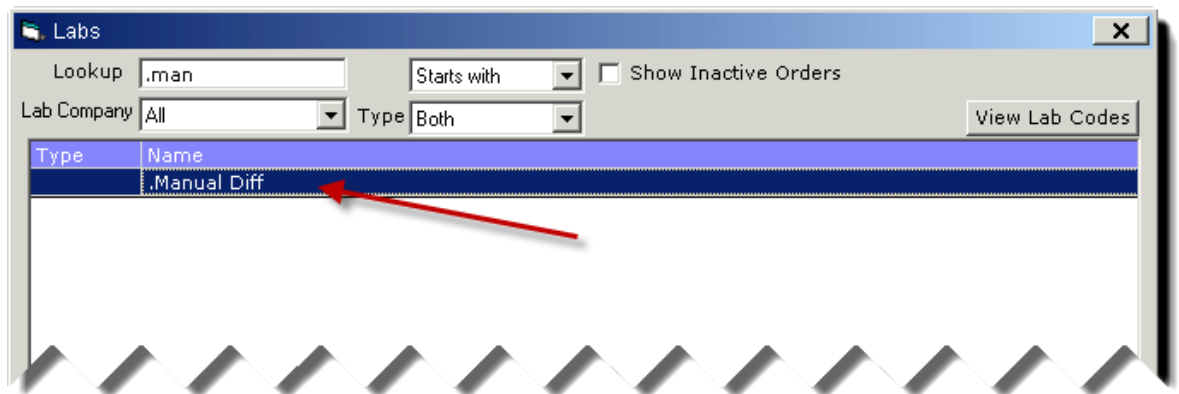 Labs
Lookup .man Starts with Show Inactive Orders
Lab Company All Type Both View Lab Codes
Type Name
.Manual Diff